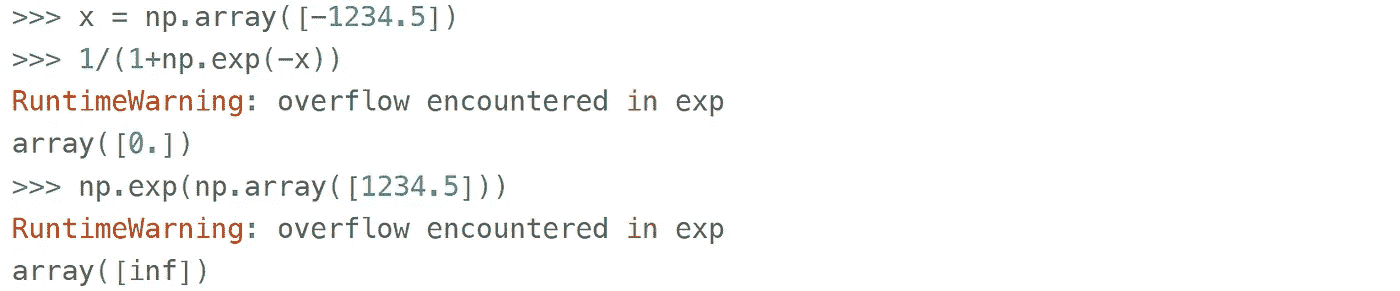 >>> x = np.array([-1234.5])
>>> 1/(1+np.exp(-x))
RuntimeWarning: overflow encountered in exp
array([0.])
>>> np.exp(np.array([1234.5]))
RuntimeWarning: overflow encountered in exp
array([inf])